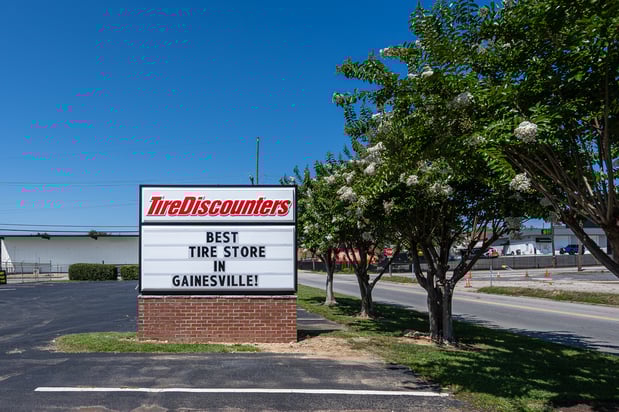 TireDiscounters
BEST
TIRE STORE
IN
GAINESVILLE!